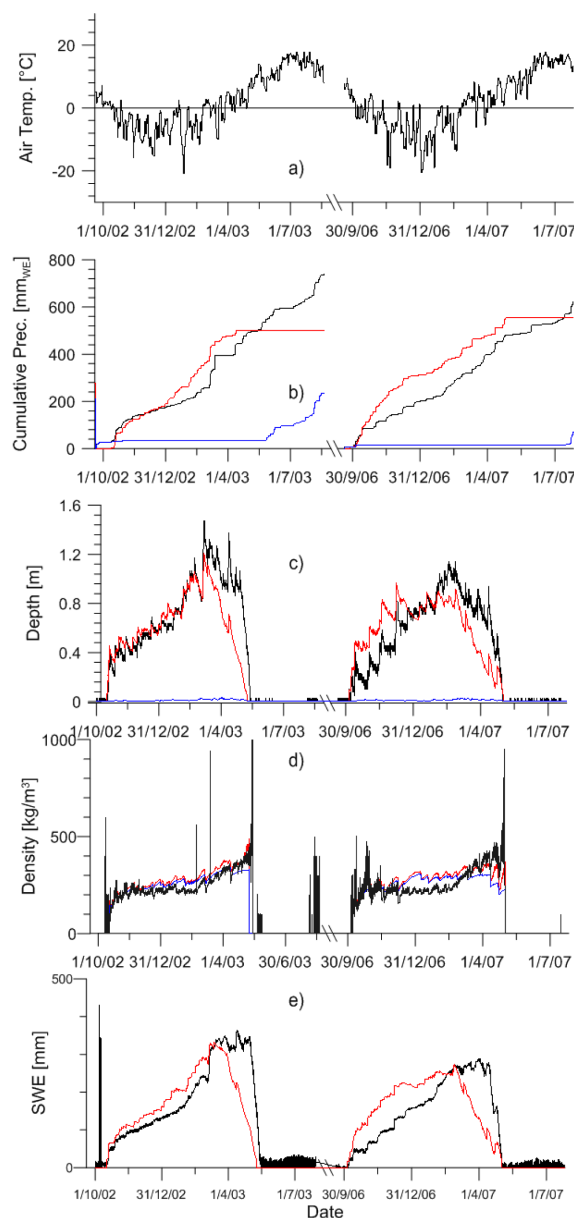 20
0
-20
Air Temp. [°C]
a)
1/10/02 31/12/02 1/4/03 1/7/03 30/9/06 31/12/06 1/4/07 1/7/07
800
600
400
200
0
Cumulative Prec. [mmWE]
b)
1/10/02 31/12/02 1/4/03 1/7/03 30/9/06 31/12/06 1/4/07 1/7/07
1.6
1.2
0.8
0.4
0
Depth [m]
c)
1/10/02 31/12/02 1/4/03 1/7/03 30/9/06 31/12/06 1/4/07 1/7/07
1000
500
0
Density [kg/m³]
d)
1/10/02 31/12/02 1/4/03 30/6/03 30/9/06 31/12/06 1/4/07 1/7/07
500
0
SWE [mm]
e)
1/10/02 31/12/02 1/4/03 1/7/03 30/9/06 31/12/06 1/4/07 1/7/07
Date